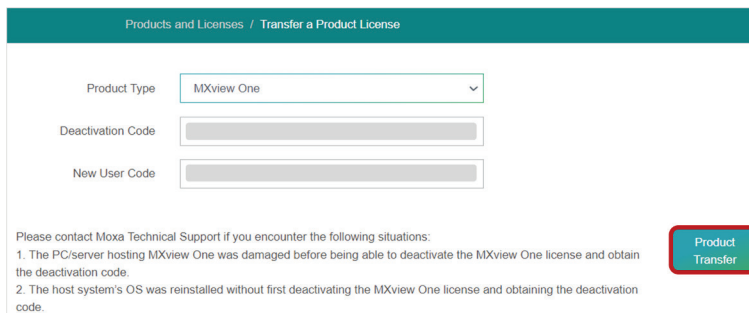 Products and Licenses / Transfer a Product License
Product Type
MXview One
Deactivation Code
New User Code
Please contact Moxa Technical Support if you encounter the following situations:
1. The PC/server hosting MXview One was damaged before being able to deactivate the MXview One license and obtain
the deactivation code.
2. The host system's OS was reinstalled without first deactivating the MXview One license and obtaining the deactivation
code.
Product
Transfer